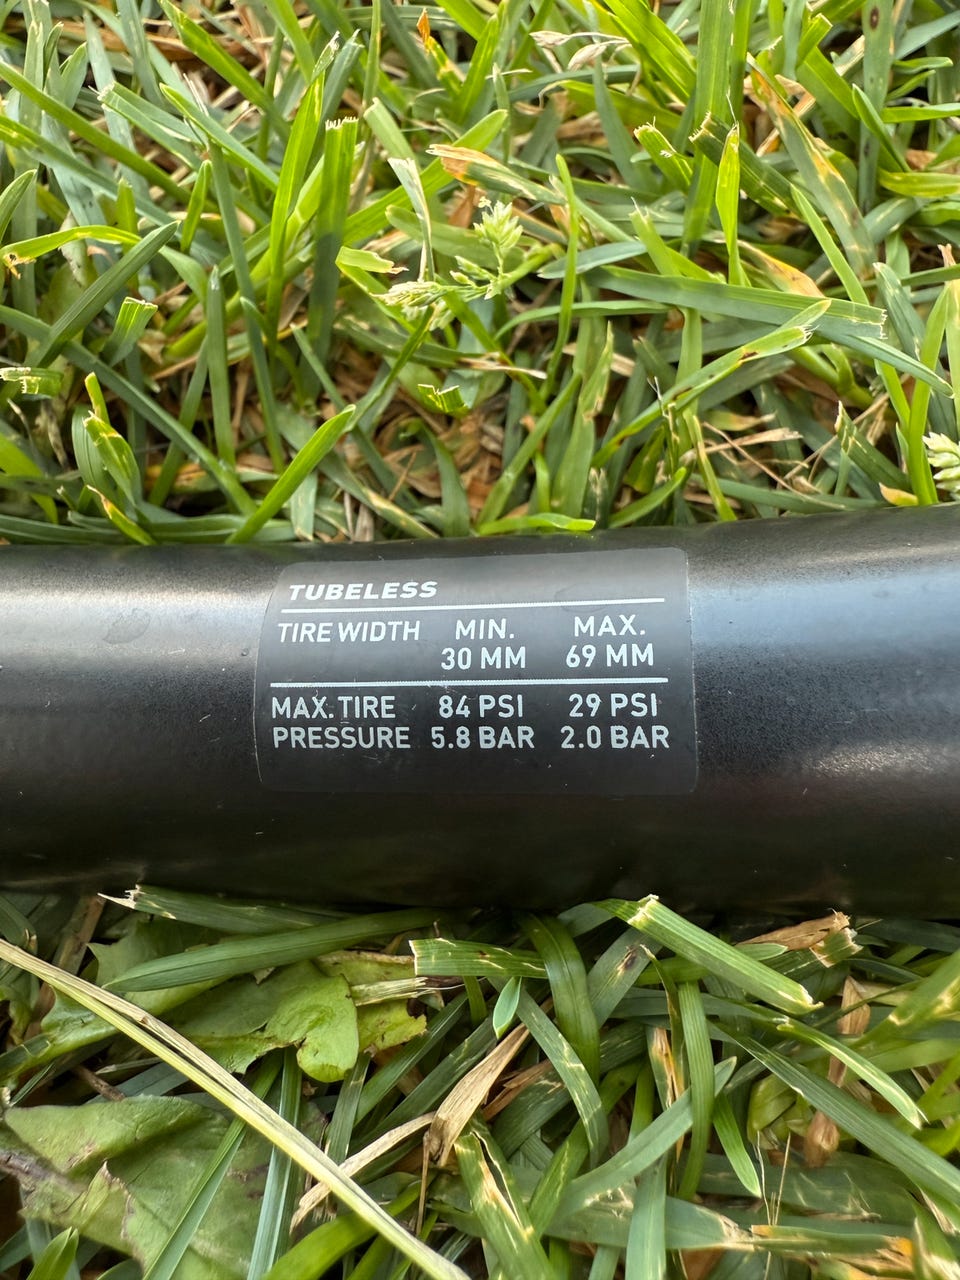 TUBELESS
TIRE WIDTH MIN. MAX.
30 MM 69 MM
MAX. TIRE 84 PSI 29 PSI
PRESSURE 5.8 BAR 2.0 BAR